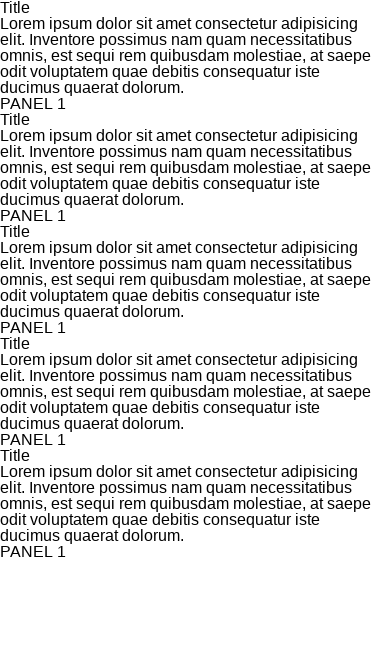 Title
Lorem ipsum dolor sit amet consectetur adipisicing
elit. Inventore possimus nam quam necessitatibus
omnis, est sequi rem quibusdam molestiae, at saepe
odit voluptatem quae debitis consequatur iste
ducimus quaerat dolorum.
PANEL 1
Title
Lorem ipsum dolor sit amet consectetur adipisicing
elit. Inventore possimus nam quam necessitatibus
omnis, est sequi rem quibusdam molestiae, at saepe
odit voluptatem quae debitis consequatur iste
ducimus quaerat dolorum.
PANEL 1
Title
Lorem ipsum dolor sit amet consectetur adipisicing
elit. Inventore possimus nam quam necessitatibus
omnis, est sequi rem quibusdam molestiae, at saepe
odit voluptatem quae debitis consequatur iste
ducimus quaerat dolorum.
PANEL 1
Title
Lorem ipsum dolor sit amet consectetur adipisicing
elit. Inventore possimus nam quam necessitatibus
omnis, est sequi rem quibusdam molestiae, at saepe
odit voluptatem quae debitis consequatur iste
ducimus quaerat dolorum.
PANEL 1
Title
Lorem ipsum dolor sit amet consectetur adipisicing
elit. Inventore possimus nam quam necessitatibus
omnis, est sequi rem quibusdam molestiae, at saepe
odit voluptatem quae debitis consequatur iste
ducimus quaerat dolorum.
PANEL 1